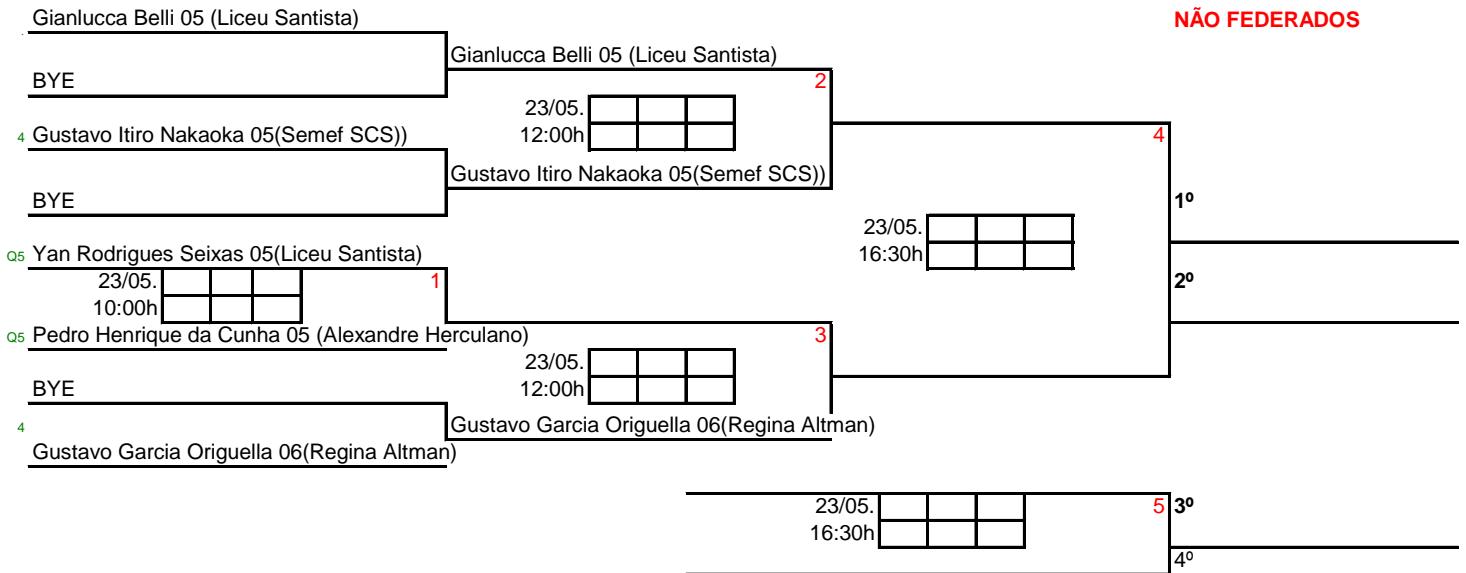 Gianlucca Belli 05 (Liceu Santista)
NÃO FEDERADOS
.
Gianlucca Belli 05 (Liceu Santista)
BYE
2
23/05.
12:00h
4 Gustavo Itiro Nakaoka 05(Semef SCS))
4
Gustavo Itiro Nakaoka 05(Semef SCS))
BYE
1º
23/05.
16:30h
Q5 Yan Rodrigues Seixas 05(Liceu Santista)
23/05.
10:00h
1
2º
Q5 Pedro Henrique da Cunha 05 (Alexandre Herculano)
3
23/05.
12:00h
BYE
4
Gustavo Garcia Origuella 06(Regina Altman)
Gustavo Garcia Origuella 06(Regina Altman)
23/05.
16:30h
5 3º
4º